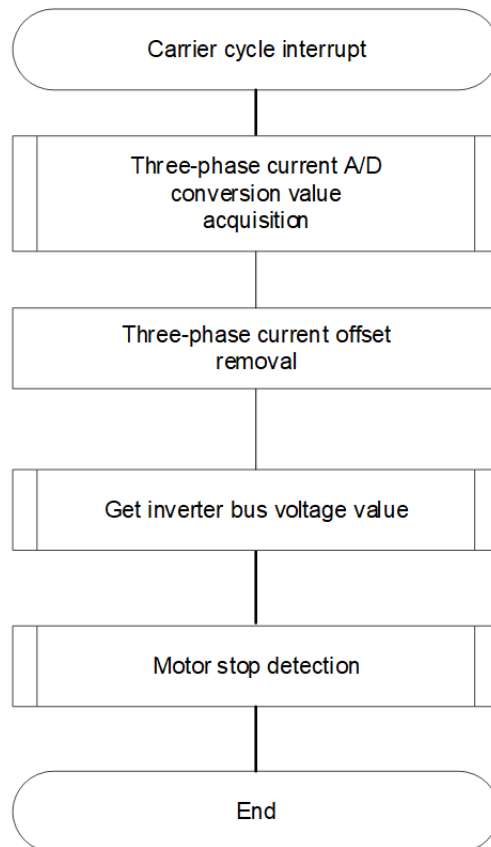 Carrier cycle interrupt
Three-phase current A/D
conversion value
acquisition
Three-phase current offset
removal
Get inverter bus voltage value
Motor stop detection
End